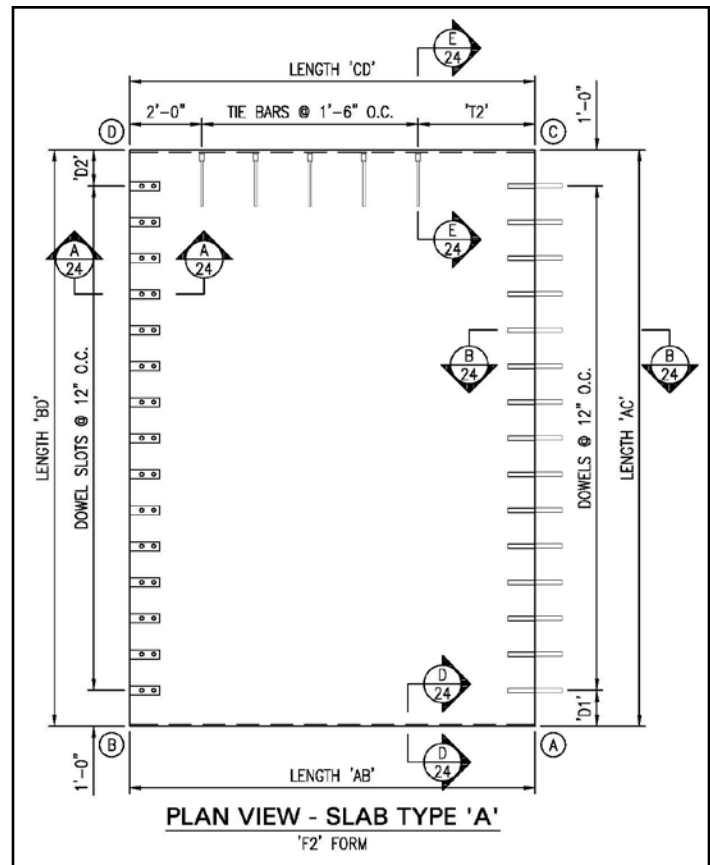 E
24
LENGTH 'CD'
2'-0"
TIE BARS @ 1'-6" O.C.
'T2'
1'-0"
D
C
'D2'
E
24
A
24
A
24
B
24
B
24
LENGTH 'BD'
DOWEL SLOTS @ 12" O.C.
DOWELS @ 12" O.C.
LENGTH 'AC'
D
24
'D1'
B
A
D
24
1'-0"
LENGTH 'AB'
PLAN VIEW - SLAB TYPE 'A'
'F2' FORM